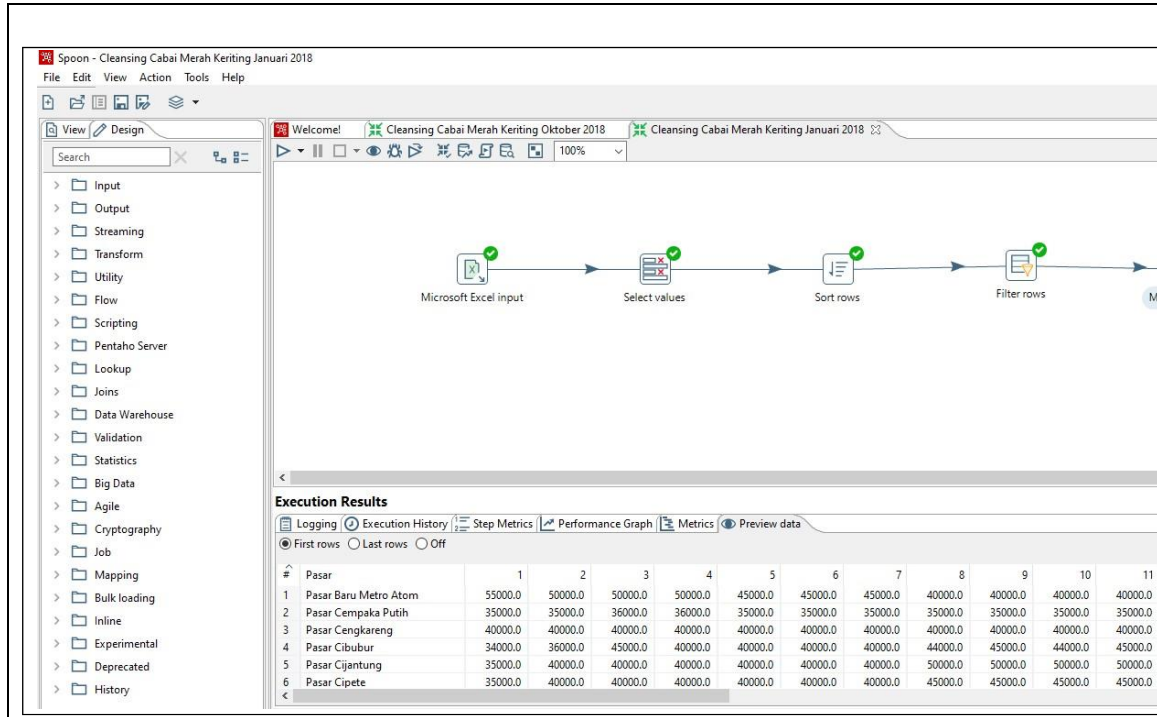 Spoon - Cleansing Cabai Merah Keriting Januari 2018
File Edit View Action Tools Help
View Design
Search
Input
Output
Streaming
Transform
Utility
Flow
Scripting
Pentaho Server
Lookup
Joins
Data Warehouse
Validation
Statistics
Big Data
Agile
Cryptography
Job
Mapping
Bulk loading
Inline
Experimental
Deprecated
History
Welcome! Cleansing Cabai Merah Keriting Oktober 2018 Cleansing Cabai Merah Keriting Januari 2018
100%
Microsoft Excel input Select values Sort rows Filter rows M
Execution Results
Logging Execution History Step Metrics Performance Graph Metrics Preview data
First rows Last rows Off
# Pasar 1 2 3 4 5 6 7 8 9 10 11
1 Pasar Baru Metro Atom 55000.0 50000.0 50000.0 50000.0 45000.0 45000.0 45000.0 40000.0 40000.0 40000.0 40000.0
2 Pasar Cempaka Putih 35000.0 35000.0 36000.0 36000.0 35000.0 35000.0 35000.0 35000.0 35000.0 35000.0 35000.0
3 Pasar Cengkareng 40000.0 40000.0 40000.0 40000.0 40000.0 40000.0 40000.0 40000.0 40000.0 40000.0 40000.0
4 Pasar Cibubur 34000.0 36000.0 45000.0 40000.0 40000.0 40000.0 40000.0 44000.0 45000.0 44000.0 45000.0
5 Pasar Cijantung 35000.0 40000.0 40000.0 40000.0 40000.0 40000.0 40000.0 50000.0 50000.0 50000.0 50000.0
6 Pasar Cipete 35000.0 40000.0 40000.0 40000.0 40000.0 40000.0 40000.0 45000.0 45000.0 45000.0 45000.0